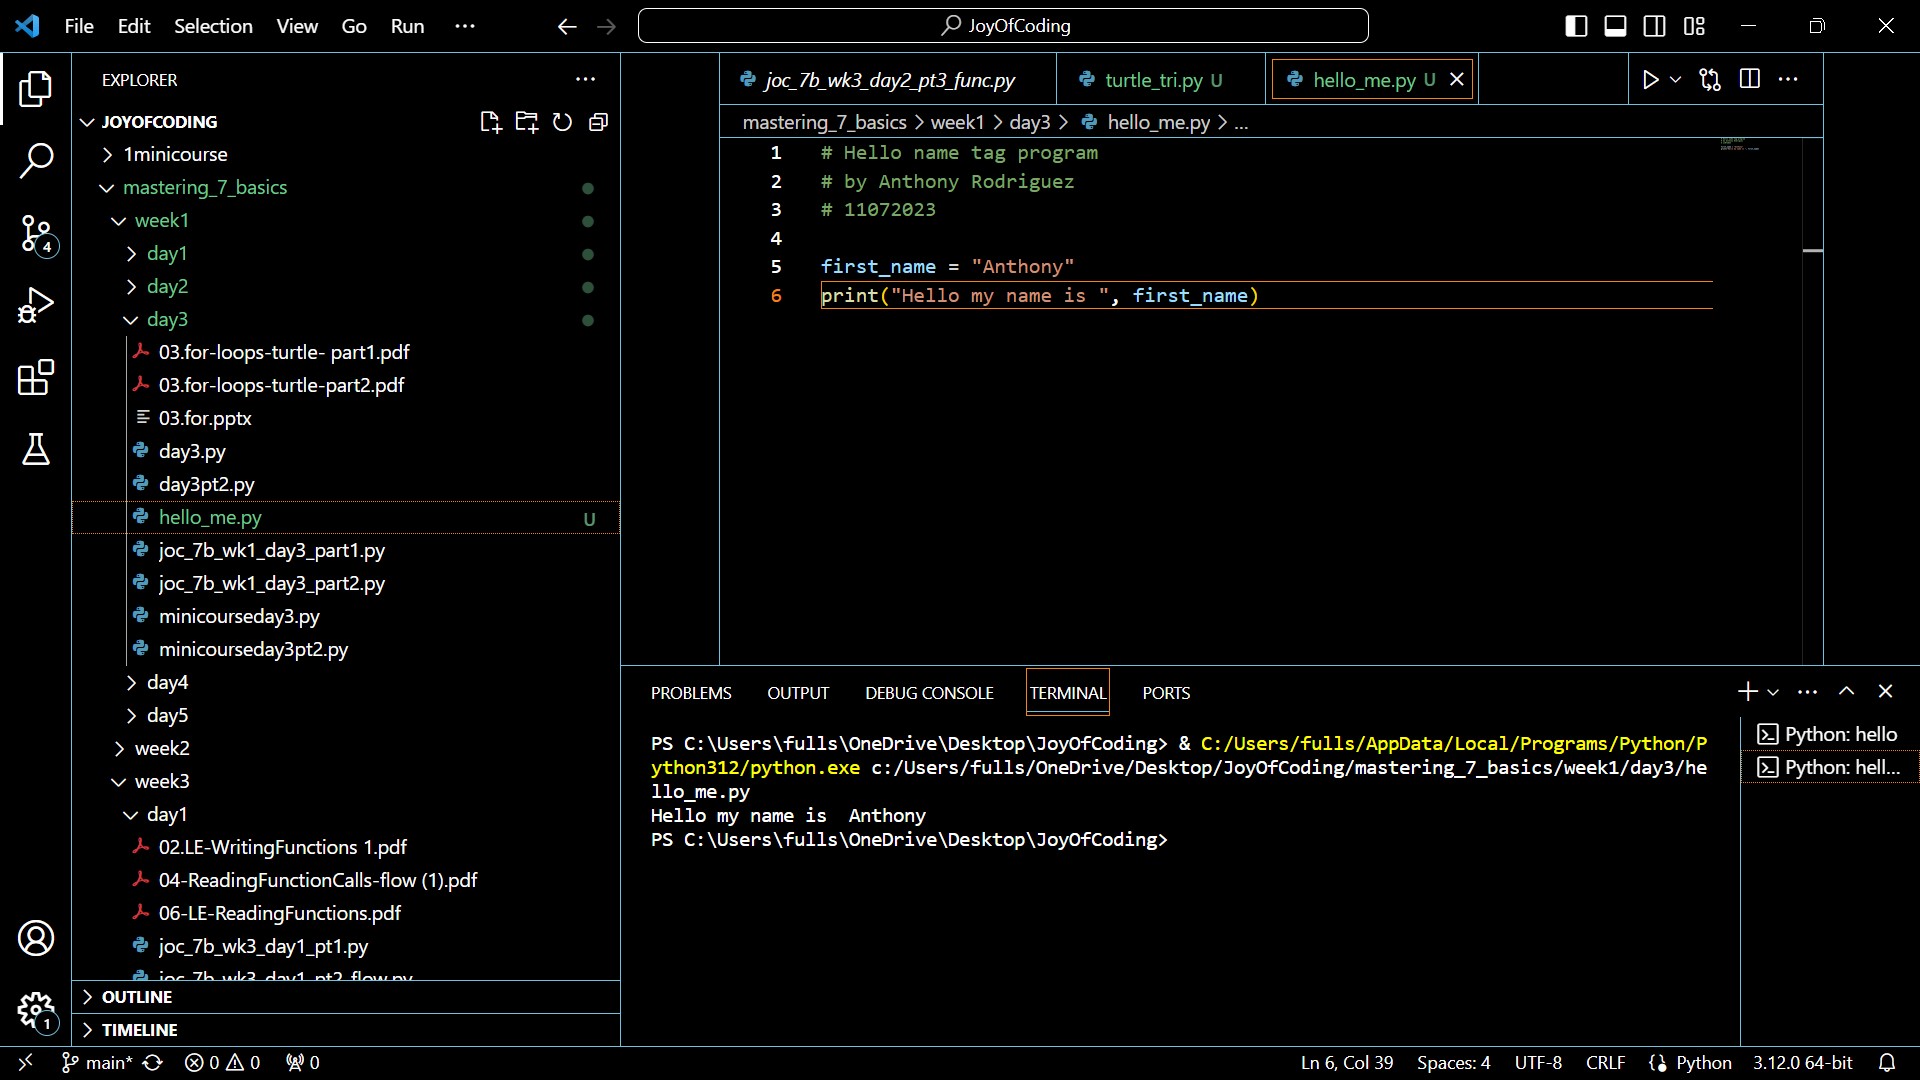 File Edit Selection View Go Run ···
JoyOfCoding
EXPLORER
JOYOFCODING
1minicourse
mastering_7_basics
week1
day1
day2
day3
03.for-loops-turtle- part1.pdf
03.for-loops-turtle-part2.pdf
03.for.pptx
day3.py
day3pt2.py
hello_me.py U
joc_7b_wk1_day3_part1.py
joc_7b_wk1_day3_part2.py
minicourseday3.py
minicourseday3pt2.py
day4
day5
week2
week3
day1
02.LE-WritingFunctions 1.pdf
04-ReadingFunctionCalls-flow (1).pdf
06-LE-ReadingFunctions.pdf
joc_7b_wk3_day1_pt1.py
joc_7b_wk3_day1_pt2_flow.py
OUTLINE
TIMELINE
4
1
joc_7b_wk3_day2_pt3_func.py
turtle_tri.py U
hello_me.py U
mastering_7_basics > week1 > day3 > hello_me.py > ...
1 # Hello name tag program
2 # by Anthony Rodriguez
3 # 11072023
4
5 first_name = "Anthony"
6 print("Hello my name is ", first_name)
PROBLEMS OUTPUT DEBUG CONSOLE TERMINAL PORTS
PS C:\Users\fulls\OneDrive\Desktop\JoyOfCoding> & C:/Users/fulls/AppData/Local/Programs/Python/P
ython312/python.exe c:/Users/fulls/OneDrive/Desktop/JoyOfCoding/mastering_7_basics/week1/day3/he
llo_me.py
Hello my name is  Anthony
PS C:\Users\fulls\OneDrive\Desktop\JoyOfCoding>
Python: hello
Python: hell...
main* 0 0 0 Ln 6, Col 39 Spaces: 4 UTF-8 CRLF Python 3.12.0 64-bit